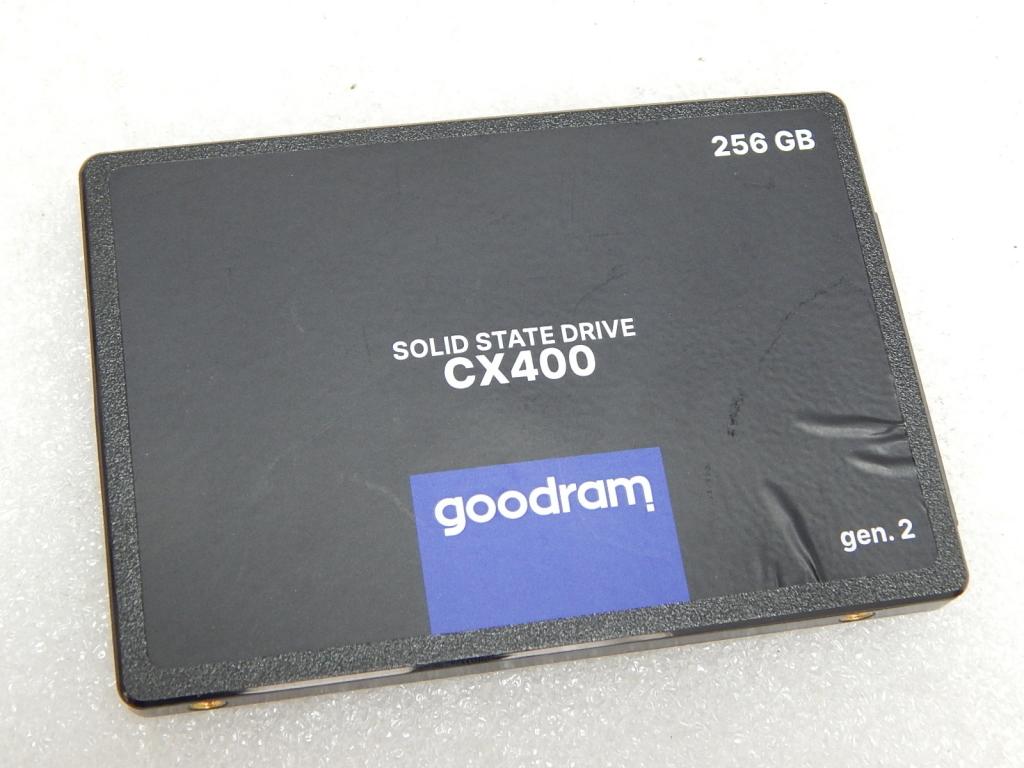 256 GB
SOLID STATE DRIVE
CX400
goodram
gen. 2